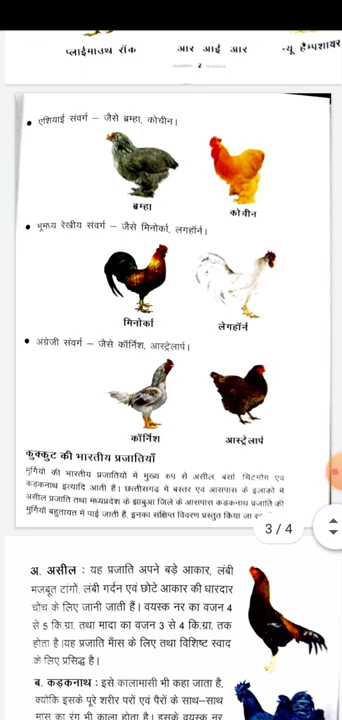 प्लाईमाउथ रॉक आर आई आर न्यू हैम्पशायर
2
• एशियाई संवर्ग – जैसे ब्रम्हा, कोचीन।
ब्रम्हा कोचीन
• भूमध्य रेखीय संवर्ग – जैसे मिनोर्का, लगहॉर्न।
मिनोर्का लेगहॉर्न
• अंग्रेजी संवर्ग – जैसे कॉर्निश, आस्ट्रेलार्प।
कॉर्निश आस्ट्रेलार्प
कुक्कुट की भारतीय प्रजातियाँ
मुर्गियों की भारतीय प्रजातियों में मुख्य रुप से असील, बसरा चिटगोंग एवं
कड़कनाथ इत्यादि आती हैं। छत्तीसगढ़ में बस्तर एवं आसपास के इलाकों में
असील प्रजाति तथा मध्यप्रदेश के झाबुआ जिले के आसपास कड़कनाथ प्रजाति की
मुर्गियाँ बहुतायत में पाई जाती हैं, इनका संक्षिप्त विवरण प्रस्तुत किया जा
3 / 4
अ. असील : यह प्रजाति अपने बड़े आकार, लंबी
मजबूत टांगों, लंबी गर्दन एवं छोटे आकार की धारदार
चोंच के लिए जानी जाती हैं। वयस्क नर का वजन 4
से 5 कि.ग्रा. तथा मादा का वजन 3 से 4 कि.ग्रा. तक
होता है।यह प्रजाति माँस के लिए तथा विशिष्ट स्वाद
के लिए प्रसिद्ध है।
ब. कड़कनाथ : इसे कालामासी भी कहा जाता है,
क्योंकि इसके पूरे शरीर परों एवं पैरों के साथ–साथ
मांस का रंग भी काला होता है। इसके वयस्क नर